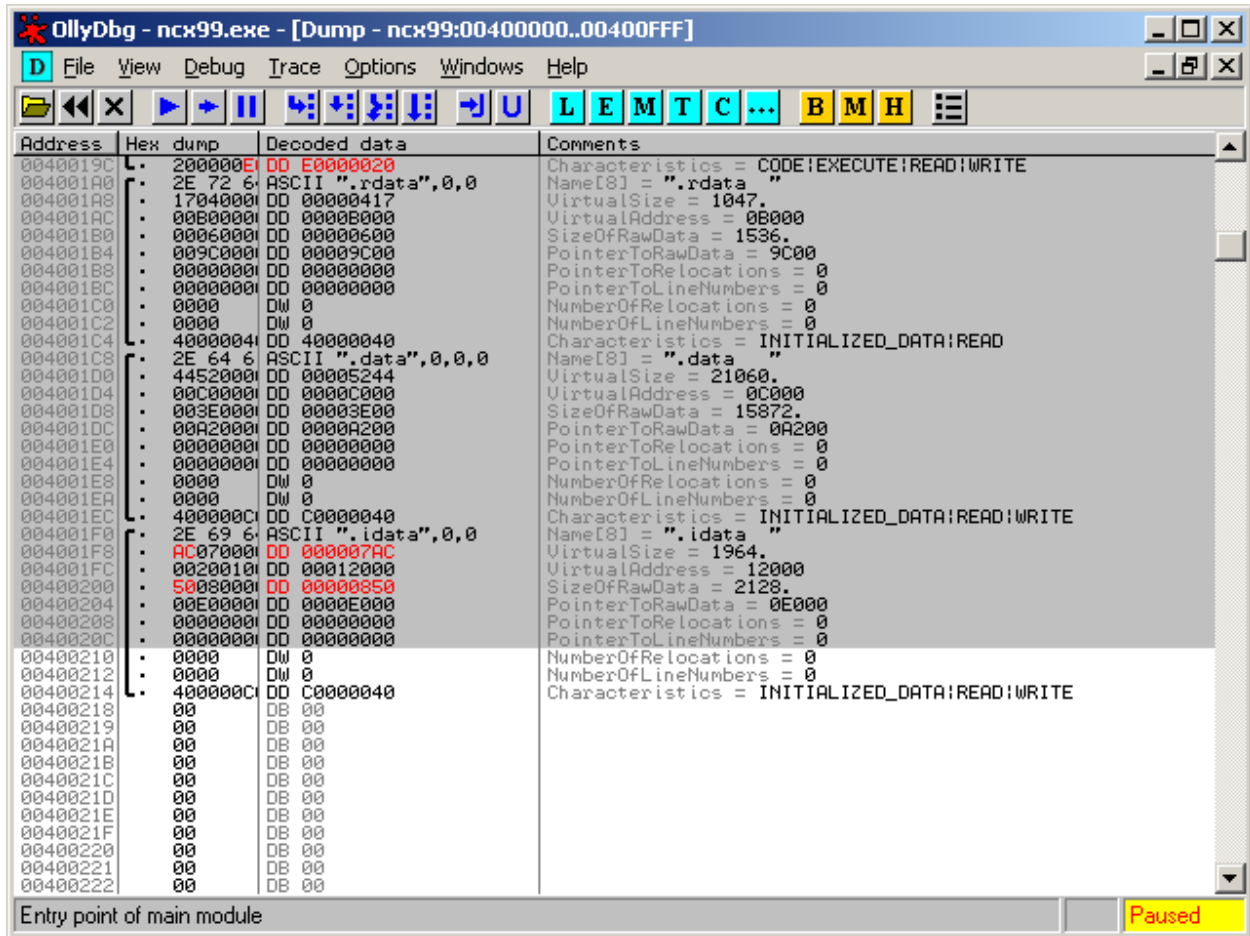 OllyDbg - ncx99.exe - [Dump - ncx99:00400000..00400FFF]
D File View Debug Trace Options Windows Help
L E M T C ... B M H
Address Hex dump Decoded data Comments
0040019C 200000E DD E0000020 Characteristics = CODE|EXECUTE|READ|WRITE
004001A0 2E 72 6 ASCII ".rdata",0,0 Name[8] = ".rdata  "
004001A8 1704000 DD 00000417 VirtualSize = 1047.
004001AC 00B0000 DD 0000B000 VirtualAddress = 0B000
004001B0 0006000 DD 00000600 SizeOfRawData = 1536.
004001B4 009C000 DD 00009C00 PointerToRawData = 9C00
004001B8 0000000 DD 00000000 PointerToRelocations = 0
004001BC 0000000 DD 00000000 PointerToLineNumbers = 0
004001C0 0000 DW 0 NumberOfRelocations = 0
004001C2 0000 DW 0 NumberOfLineNumbers = 0
004001C4 4000004 DD 40000040 Characteristics = INITIALIZED_DATA|READ
004001C8 2E 64 6 ASCII ".data",0,0,0 Name[8] = ".data   "
004001D0 4452000 DD 00005244 VirtualSize = 21060.
004001D4 00C0000 DD 0000C000 VirtualAddress = 0C000
004001D8 003E000 DD 00003E00 SizeOfRawData = 15872.
004001DC 00A2000 DD 0000A200 PointerToRawData = 0A200
004001E0 0000000 DD 00000000 PointerToRelocations = 0
004001E4 0000000 DD 00000000 PointerToLineNumbers = 0
004001E8 0000 DW 0 NumberOfRelocations = 0
004001EA 0000 DW 0 NumberOfLineNumbers = 0
004001EC 400000C DD C0000040 Characteristics = INITIALIZED_DATA|READ|WRITE
004001F0 2E 69 6 ASCII ".idata",0,0 Name[8] = ".idata  "
004001F8 AC07000 DD 000007AC VirtualSize = 1964.
004001FC 0020010 DD 00012000 VirtualAddress = 12000
00400200 5008000 DD 00000850 SizeOfRawData = 2128.
00400204 00E0000 DD 0000E000 PointerToRawData = 0E000
00400208 0000000 DD 00000000 PointerToRelocations = 0
0040020C 0000000 DD 00000000 PointerToLineNumbers = 0
00400210 0000 DW 0 NumberOfRelocations = 0
00400212 0000 DW 0 NumberOfLineNumbers = 0
00400214 400000C DD C0000040 Characteristics = INITIALIZED_DATA|READ|WRITE
00400218 00 DB 00
00400219 00 DB 00
0040021A 00 DB 00
0040021B 00 DB 00
0040021C 00 DB 00
0040021D 00 DB 00
0040021E 00 DB 00
0040021F 00 DB 00
00400220 00 DB 00
00400221 00 DB 00
00400222 00 DB 00
Entry point of main module Paused